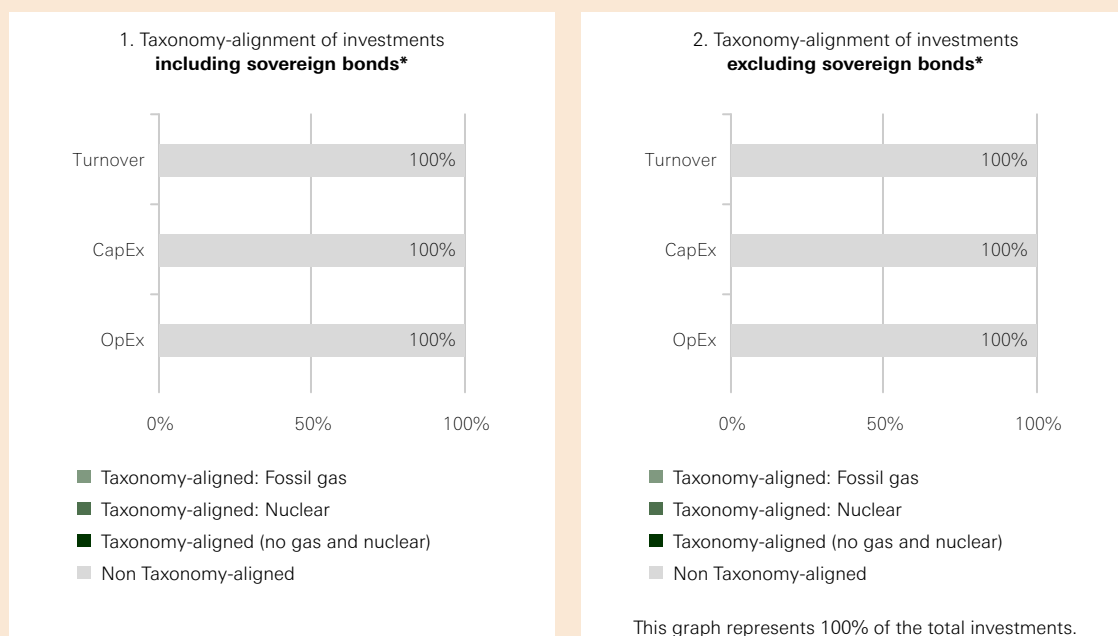 1. Taxonomy-alignment of investments
including sovereign bonds*
Turnover
100%
CapEx
100%
OpEx
100%
0%
50%
100%
Taxonomy-aligned: Fossil gas
Taxonomy-aligned: Nuclear
Taxonomy-aligned (no gas and nuclear)
Non Taxonomy-aligned
2. Taxonomy-alignment of investments
excluding sovereign bonds*
Turnover
100%
CapEx
100%
OpEx
100%
0%
50%
100%
Taxonomy-aligned: Fossil gas
Taxonomy-aligned: Nuclear
Taxonomy-aligned (no gas and nuclear)
Non Taxonomy-aligned
This graph represents 100% of the total investments.